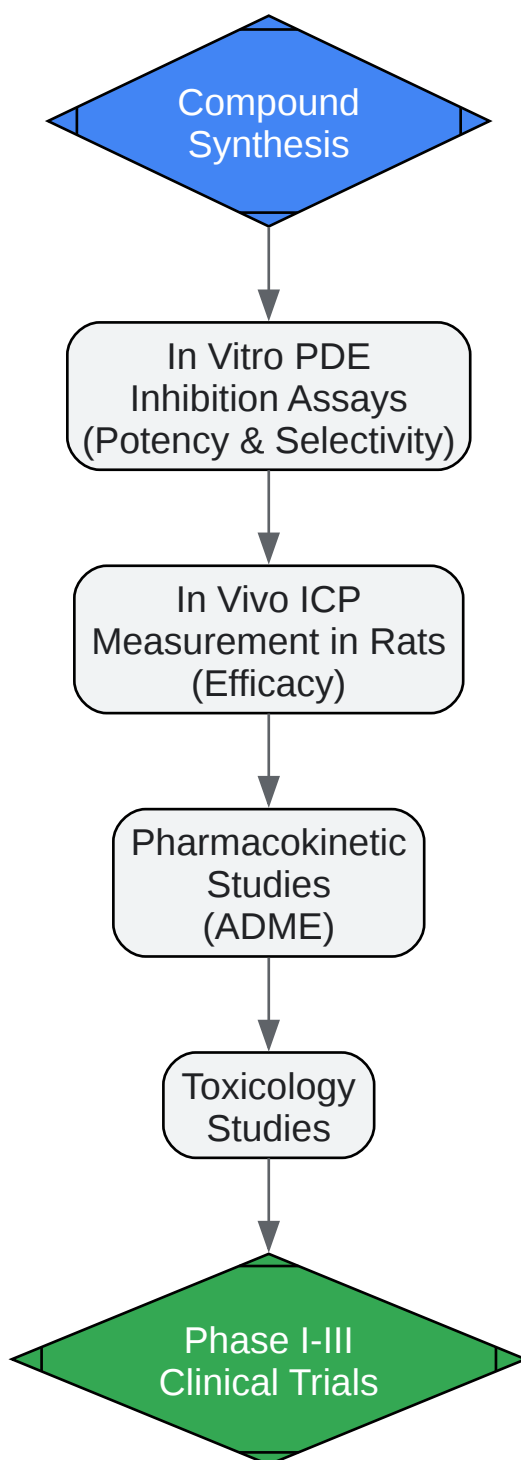 Compound
Synthesis
In Vitro PDE
Inhibition Assays
(Potency & Selectivity)
In Vivo ICP
Measurement in Rats
(Efficacy)
Pharmacokinetic
Studies
(ADME)
Toxicology
Studies
Phase I-III
Clinical Trials